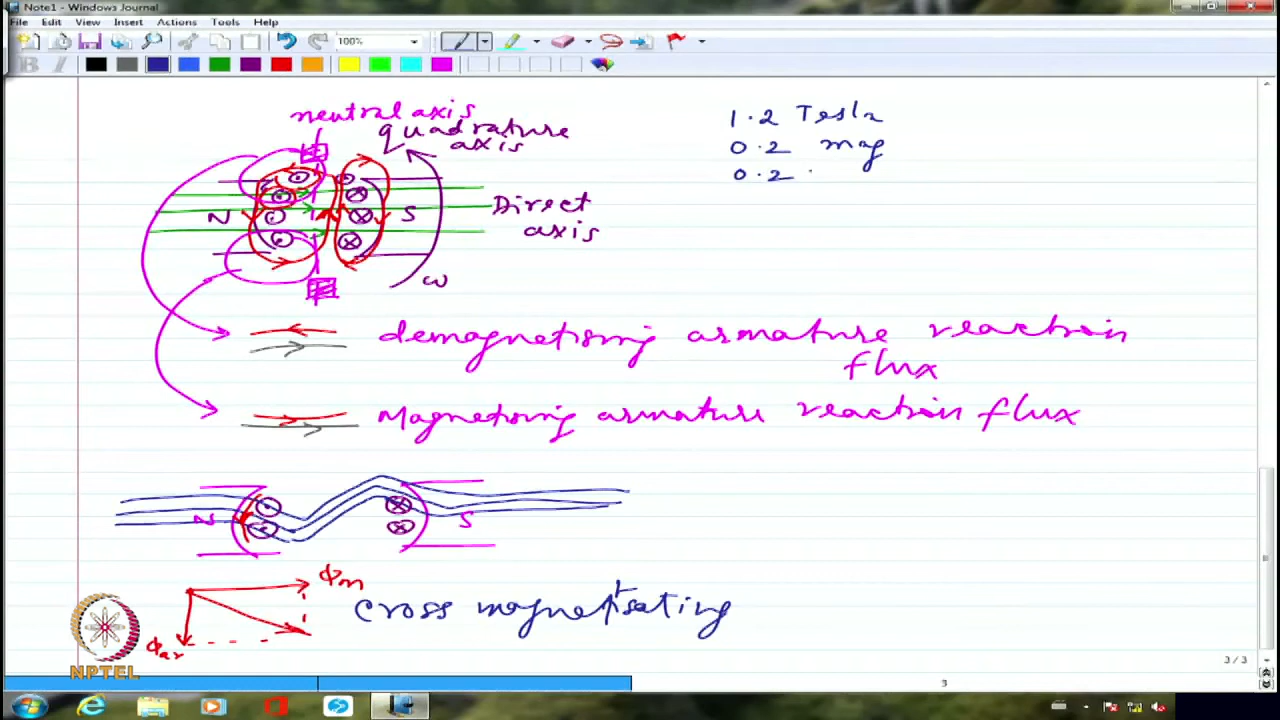 Note1 - Windows Journal
File Edit View Insert Actions Tools Help
100%
B I
neutral axis
quadrature
axis
1.2 Tesla
0.2 mag
0.2
N
S
Direct
axis
ω
demagnetising armature reaction
flux
Magnetising armature reaction flux
N
S
ϕm
cross magnetisating
ϕar
NPTEL
3 / 3
3